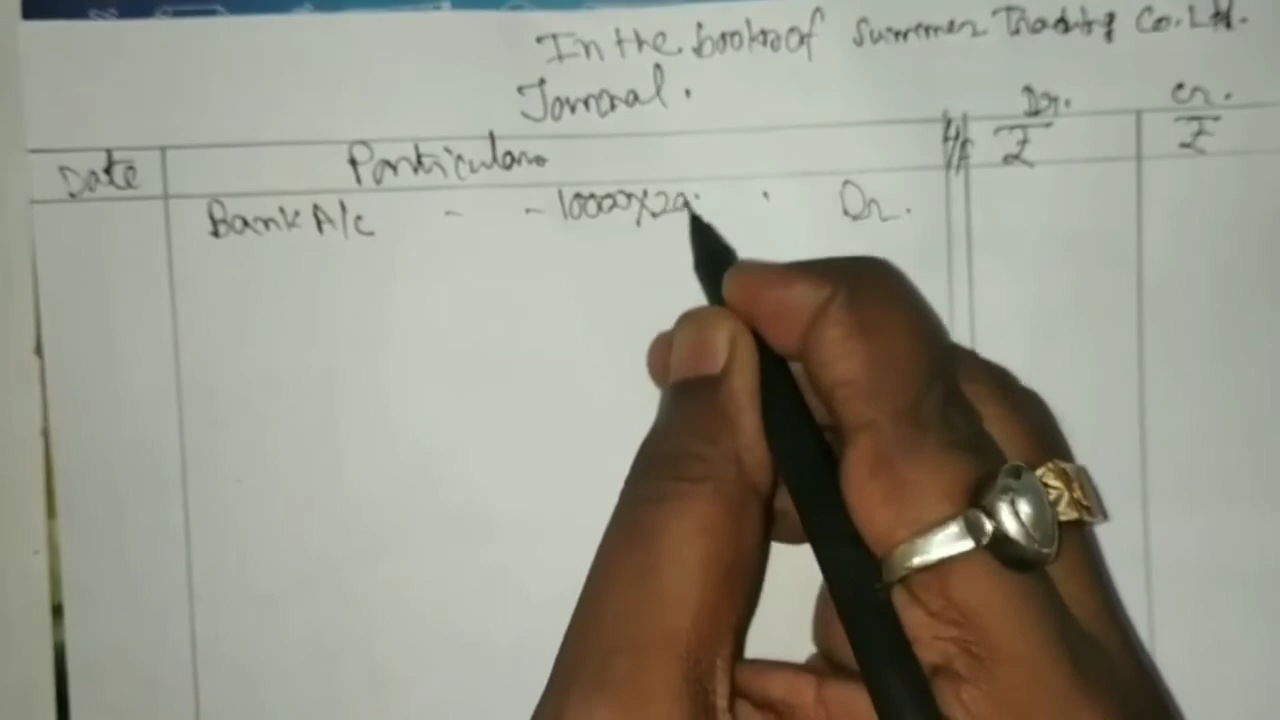 In the books of Summer Trading Co. Ltd.
Journal.
Dr. Cr.
Date Particulars L/F ₹ ₹
Bank A/c - - 10000X20 Dr.